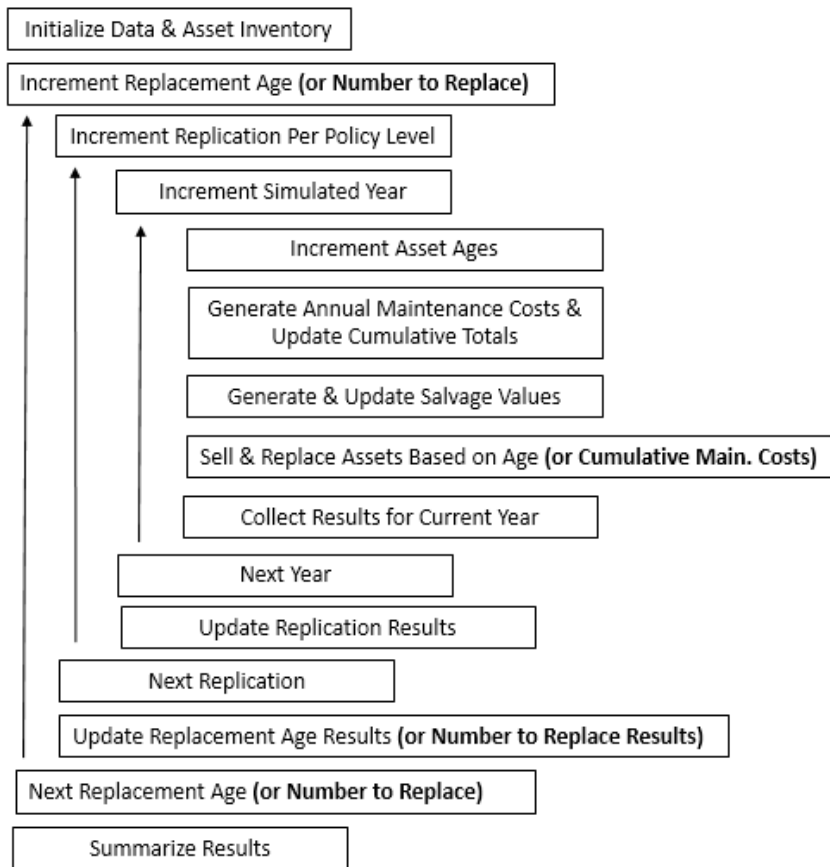 Initialize Data & Asset Inventory
Increment Replacement Age (or Number to Replace)
Increment Replication Per Policy Level
Increment Simulated Year
Increment Asset Ages
Generate Annual Maintenance Costs &
Update Cumulative Totals
Generate & Update Salvage Values
Sell & Replace Assets Based on Age (or Cumulative Main. Costs)
Collect Results for Current Year
Next Year
Update Replication Results
Next Replication
Update Replacement Age Results (or Number to Replace Results)
Next Replacement Age (or Number to Replace)
Summarize Results